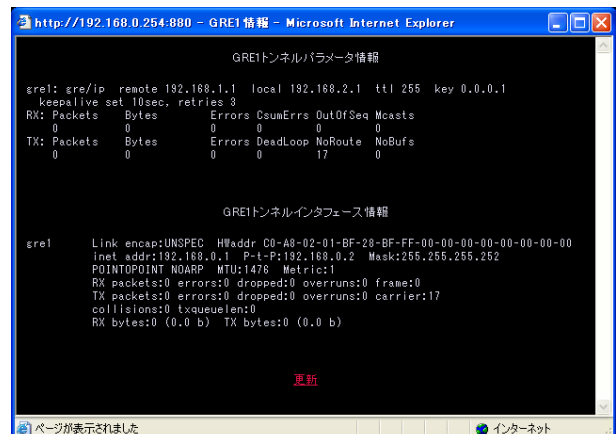 http://192.168.0.254:880 - GRE1情報 - Microsoft Internet Explorer
GRE1トンネルパラメータ情報
gre1: gre/ip remote 192.168.1.1 local 192.168.2.1 ttl 255 key 0.0.0.1
keepalive set 10sec, retries 3
RX: Packets Bytes Errors CsumErrs OutOfSeq Mcasts
0 0 0 0 0 0
TX: Packets Bytes Errors DeadLoop NoRoute NoBufs
0 0 0 0 17 0
GRE1トンネルインタフェース情報
gre1 Link encap:UNSPEC HWaddr C0-A8-02-01-BF-28-BF-FF-00-00-00-00-00-00-00-00
inet addr:192.168.0.1 P-t-P:192.168.0.2 Mask:255.255.255.252
POINTOPOINT NOARP MTU:1476 Metric:1
RX packets:0 errors:0 dropped:0 overruns:0 frame:0
TX packets:0 errors:0 dropped:0 overruns:0 carrier:17
collisions:0 txqueuelen:0
RX bytes:0 (0.0 b) TX bytes:0 (0.0 b)
更新
ページが表示されました インターネット